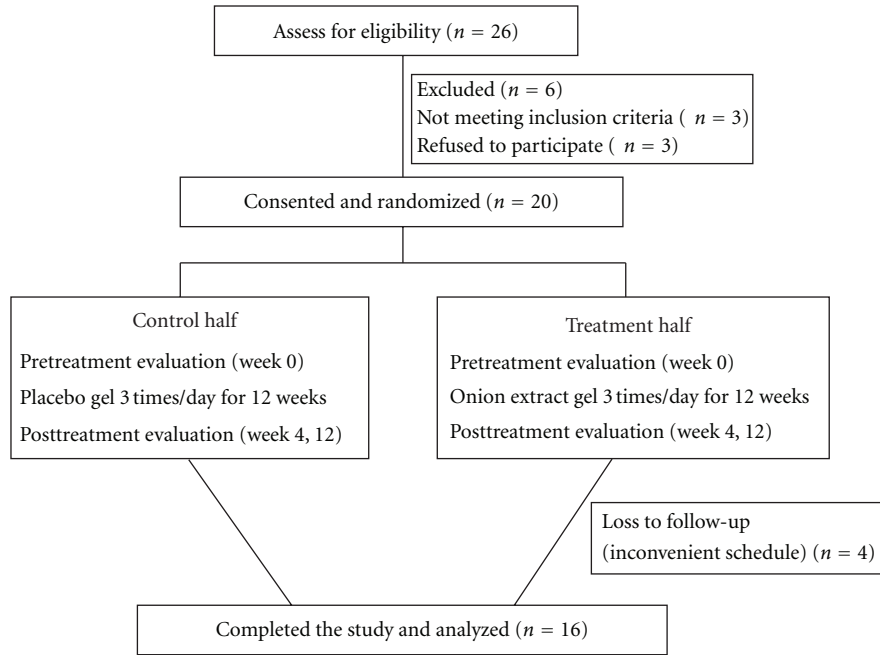 Assess for eligibility (n = 26)
Excluded (n = 6)
Not meeting inclusion criteria ( n = 3)
Refused to participate ( n = 3)
Consented and randomized (n = 20)
Control half
Pretreatment evaluation (week 0)
Placebo gel 3 times/day for 12 weeks
Posttreatment evaluation (week 4, 12)
Treatment half
Pretreatment evaluation (week 0)
Onion extract gel 3 times/day for 12 weeks
Posttreatment evaluation (week 4, 12)
Loss to follow-up
(inconvenient schedule) (n = 4)
Completed the study and analyzed (n = 16)